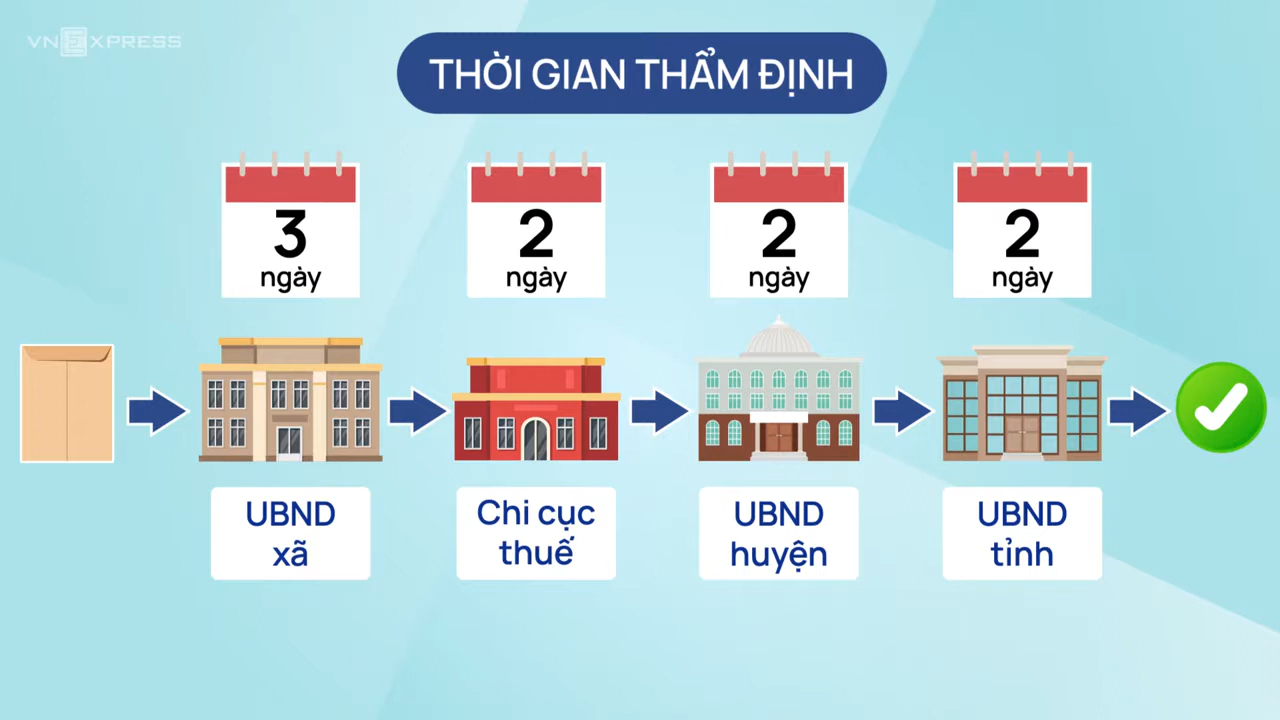 VNEXPRESS
THỜI GIAN THẨM ĐỊNH
3
ngày
2
ngày
2
ngày
2
ngày
UBND
xã
Chi cục
thuế
UBND
huyện
UBND
tỉnh